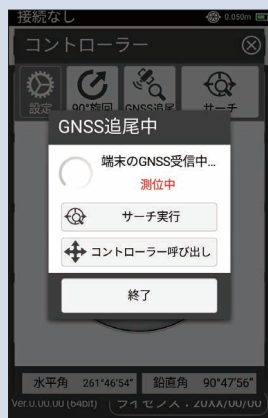 接続なし 0.050m
コントローラー
設定 90°旋回 GNSS追尾 サーチ
GNSS追尾中
端末のGNSS受信中...
測位中
サーチ実行
コントローラー呼び出し
終了
水平角 261°46'54" 鉛直角 90°47'56"
Ver.0.00.00 (64bit) ライセンス：20XX/00/00